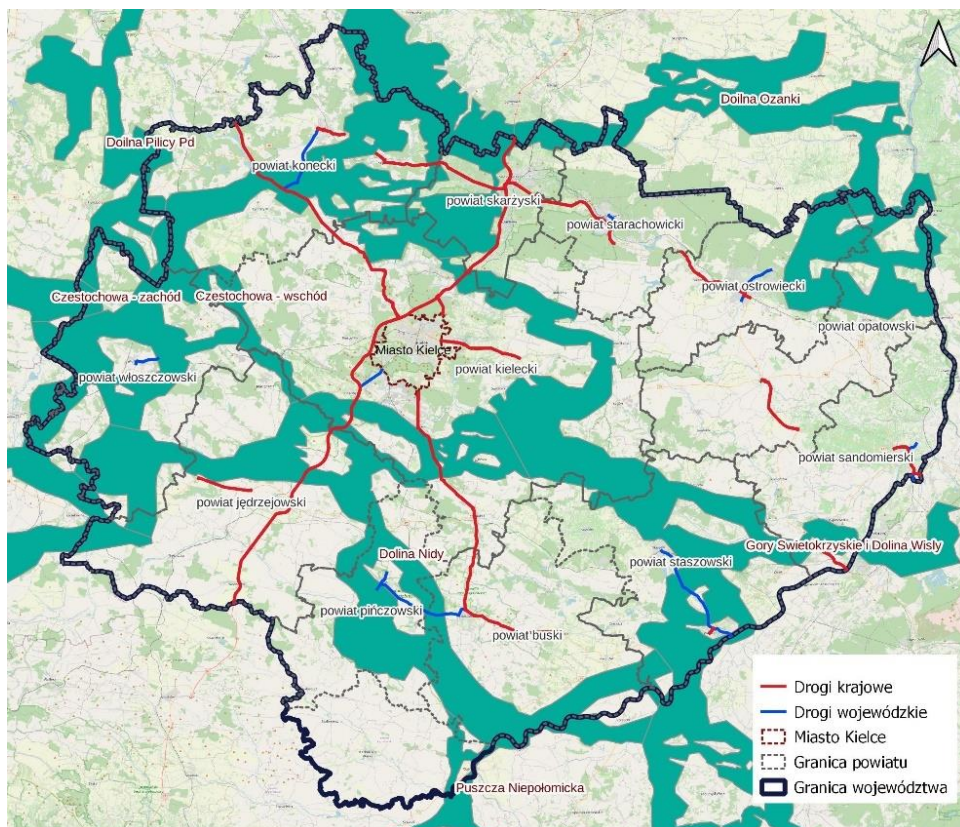 Doilna Ozanki
Doilna Pilicy Pd
powiat konecki
powiat skarżyski
powiat starachowicki
Czestochowa - zachód
Czestochowa - wschód
powiat ostrowiecki
powiat opatowski
Miasto Kielce
powiat kielecki
powiat włoszczowski
powiat sandomierski
powiat jędrzejowski
Gory Swietokrzyskie i Dolina Wisly
Dolina Nidy
powiat staszowski
powiat pińczowski
powiat buski
Puszcza Niepołomicka
Drogi krajowe
Drogi wojewódzkie
Miasto Kielce
Granica powiatu
Granica województwa